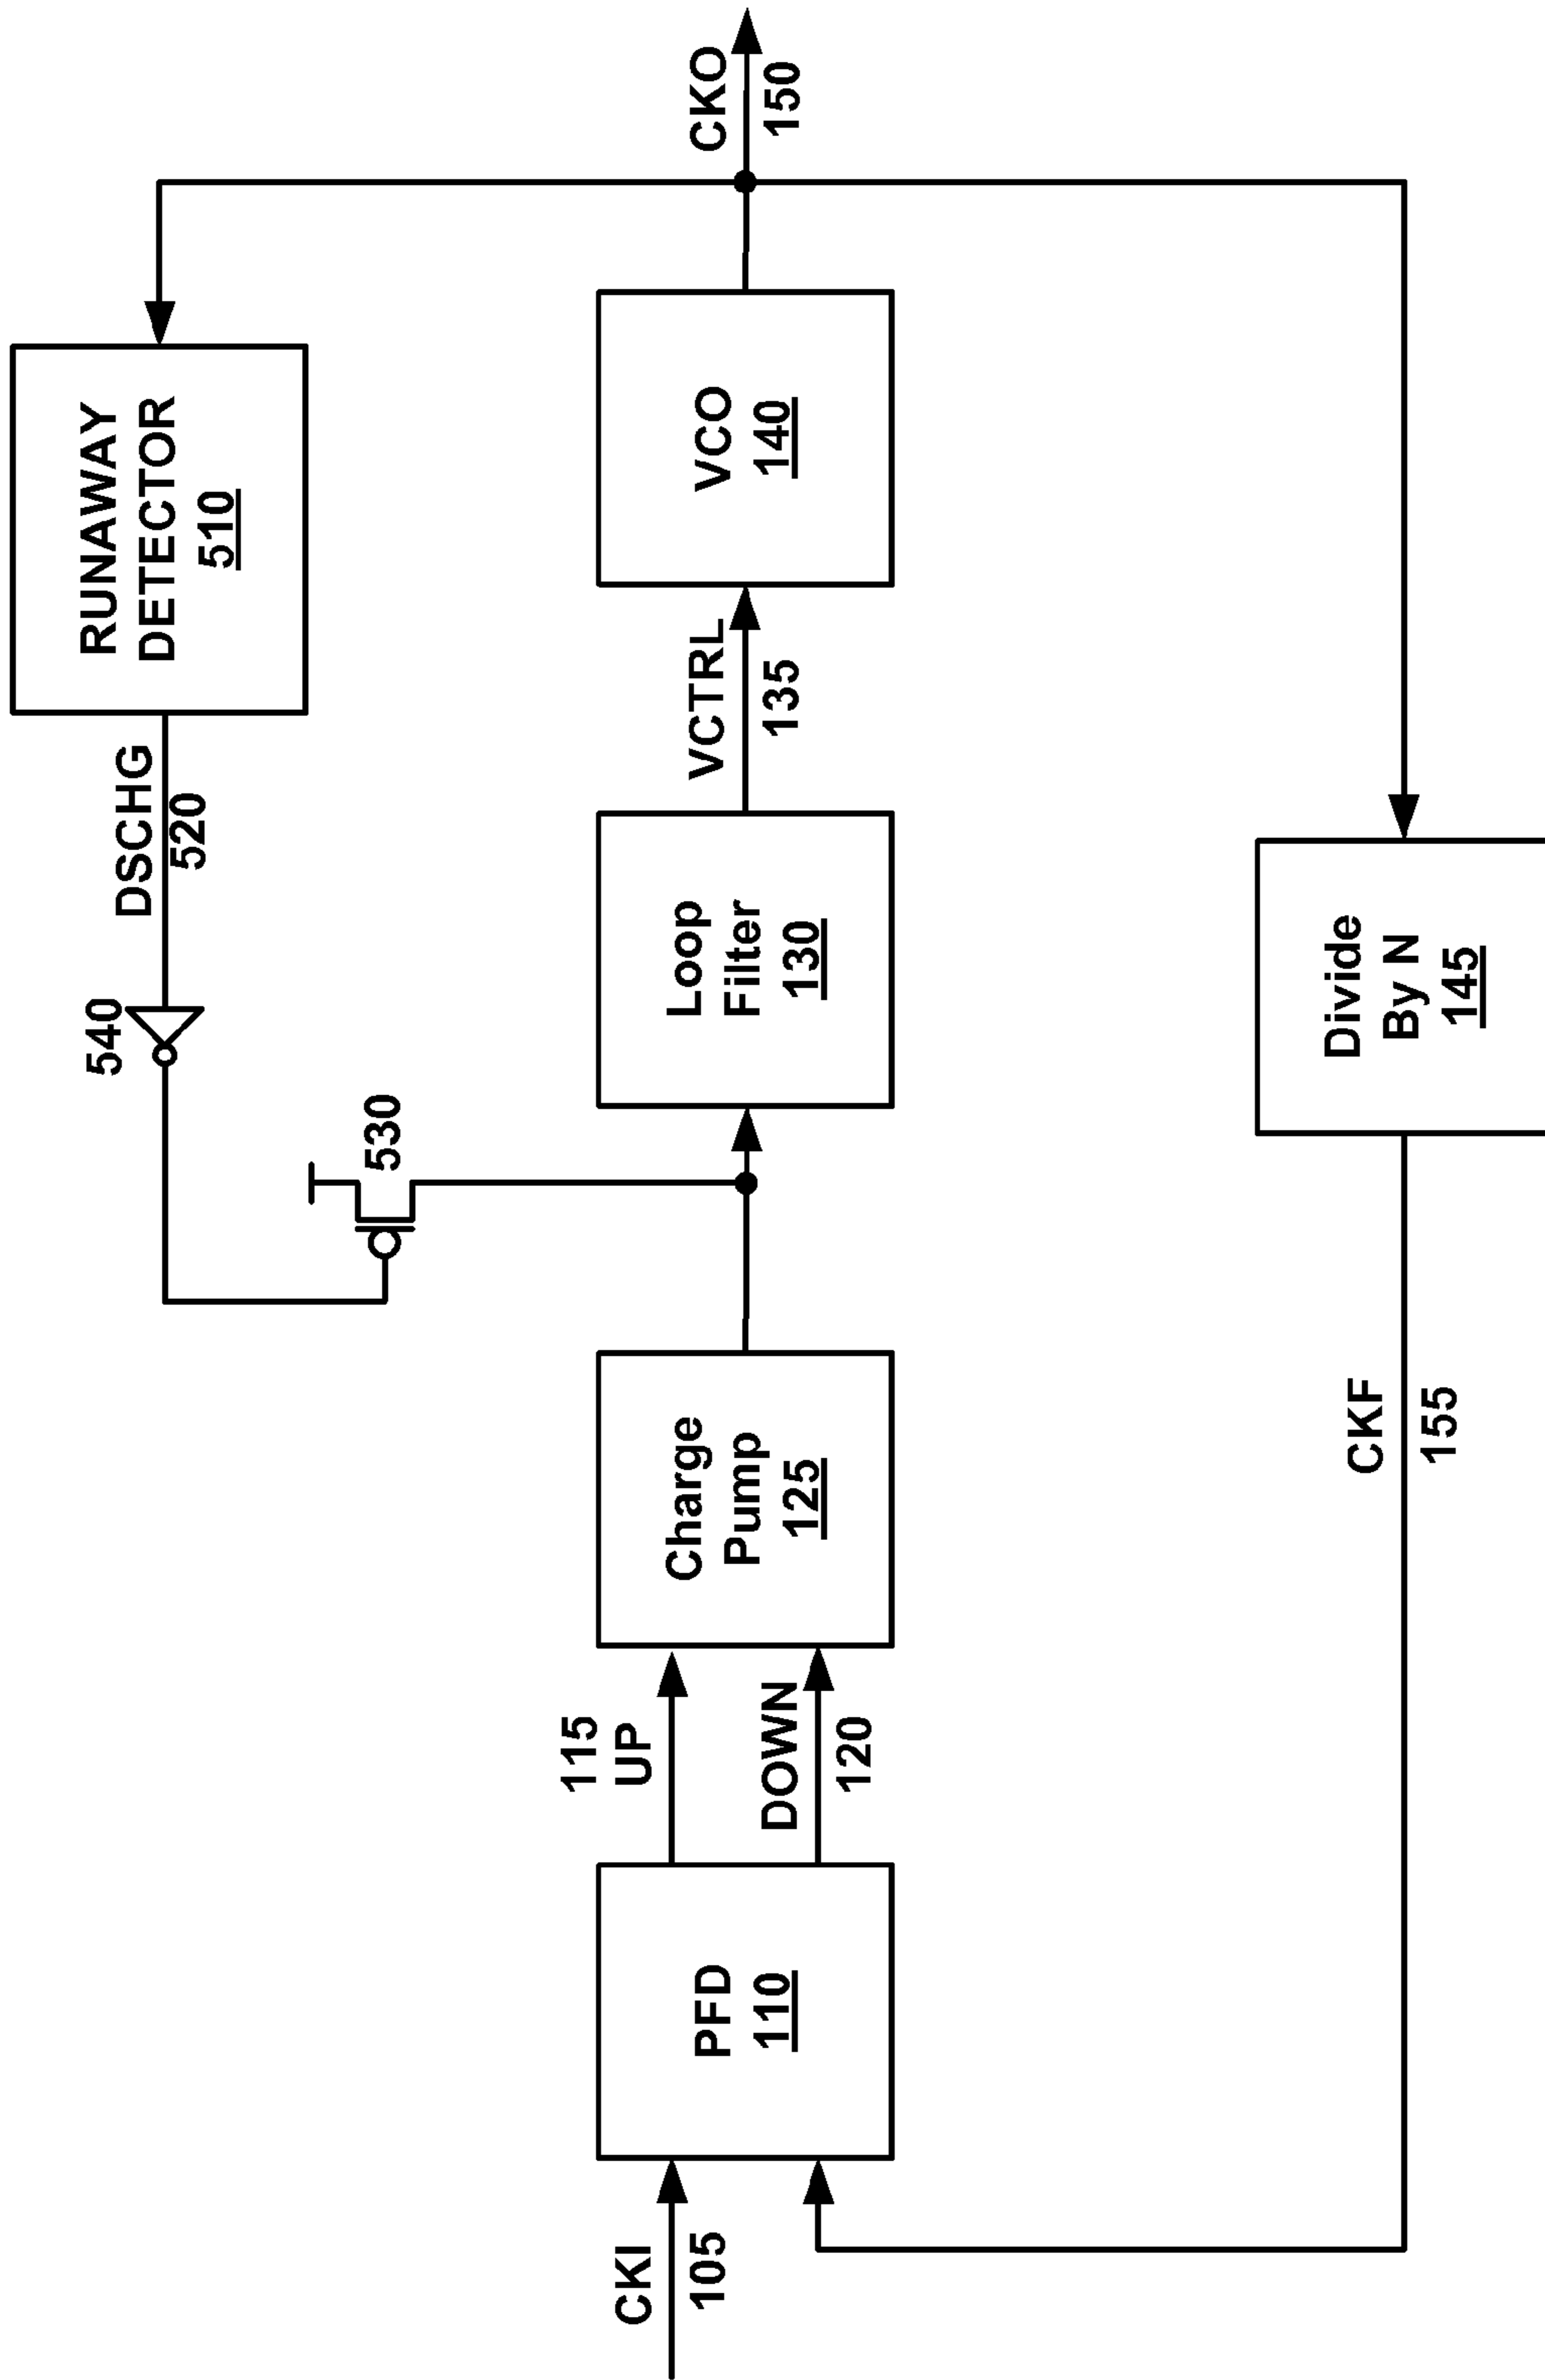 RUNAWAY
DETECTOR
510
DSCHG
520
540
530
CKI
105
PFD
110
115
UP
DOWN
120
Charge
Pump
125
Loop
Filter
130
VCTRL
135
VCO
140
CKO
150
CKF
155
Divide
By N
145